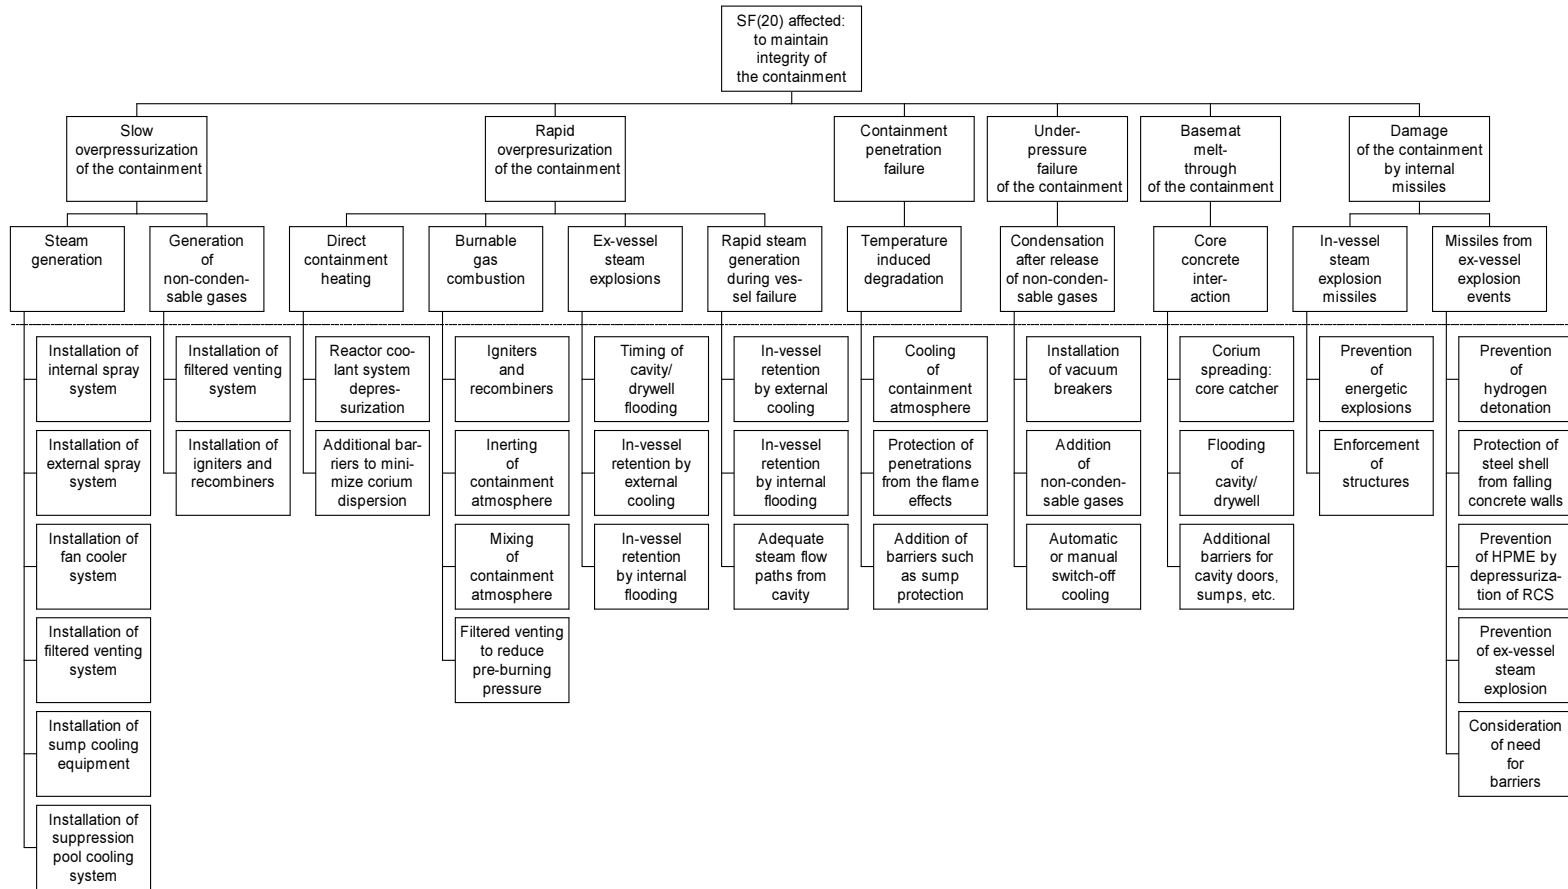 SF(20) affected:
to maintain
integrity of
the containment
Slow
overpressurization
of the containment
Rapid
overpresurization
of the containment
Containment
penetration
failure
Under-
pressure
failure
of the containment
Basemat
melt-
through
of the containment
Damage
of the containment
by internal
missiles
Steam
generation
Generation
of
non-conden-
sable gases
Direct
containment
heating
Burnable
gas
combustion
Ex-vessel
steam
explosions
Rapid steam
generation
during ves-
sel failure
Temperature
induced
degradation
Condensation
after release
of non-conden-
sable gases
Core
concrete
inter-
action
In-vessel
steam
explosion
missiles
Missiles from
ex-vessel
explosion
events
Installation of
internal spray
system
Installation of
external spray
system
Installation of
fan cooler
system
Installation of
filtered venting
system
Installation of
sump cooling
equipment
Installation of
suppression
pool cooling
system
Installation of
filtered venting
system
Installation of
igniters and
recombiners
Reactor coo-
lant system
depres-
surization
Additional bar-
riers to mini-
mize corium
dispersion
Igniters
and
recombiners
Inerting
of
containment
atmosphere
Mixing
of
containment
atmosphere
Filtered venting
to reduce
pre-burning
pressure
Timing of
cavity/
drywell
flooding
In-vessel
retention by
external
cooling
In-vessel
retention
by internal
flooding
In-vessel
retention
by external
cooling
In-vessel
retention
by internal
flooding
Adequate
steam flow
paths from
cavity
Cooling
of
containment
atmosphere
Protection of
penetrations
from the flame
effects
Addition of
barriers such
as sump
protection
Installation
of vacuum
breakers
Addition
of
non-conden-
sable gases
Automatic
or manual
switch-off
cooling
Corium
spreading:
core catcher
Flooding
of
cavity/
drywell
Additional
barriers for
cavity doors,
sumps, etc.
Prevention
of
energetic
explosions
Enforcement
of
structures
Prevention
of
hydrogen
detonation
Protection of
steel shell
from falling
concrete walls
Prevention
of HPME by
depressuriza-
tion of RCS
Prevention
of ex-vessel
steam
explosion
Consideration
of need
for
barriers